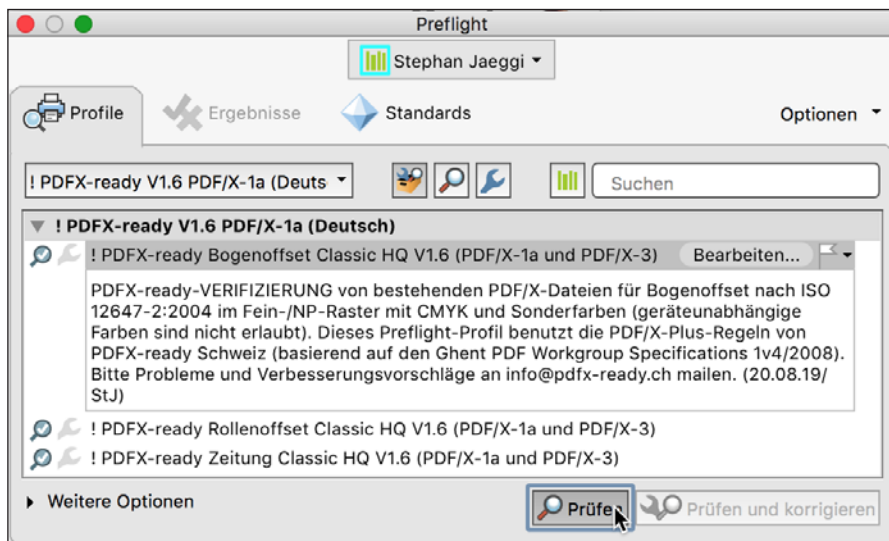 Preflight
Stephan Jaeggi
Profile
Ergebnisse
Standards
Optionen
! PDFX-ready V1.6 PDF/X-1a (Deuts
Suchen
! PDFX-ready V1.6 PDF/X-1a (Deutsch)
! PDFX-ready Bogenoffset Classic HQ V1.6 (PDF/X-1a und PDF/X-3)
Bearbeiten...
PDFX-ready-VERIFIZIERUNG von bestehenden PDF/X-Dateien für Bogenoffset nach ISO
12647-2:2004 im Fein-/NP-Raster mit CMYK und Sonderfarben (geräteunabhängige
Farben sind nicht erlaubt). Dieses Preflight-Profil benutzt die PDF/X-Plus-Regeln von
PDFX-ready Schweiz (basierend auf den Ghent PDF Workgroup Specifications 1v4/2008).
Bitte Probleme und Verbesserungsvorschläge an info@pdfx-ready.ch mailen. (20.08.19/
StJ)
! PDFX-ready Rollenoffset Classic HQ V1.6 (PDF/X-1a und PDF/X-3)
! PDFX-ready Zeitung Classic HQ V1.6 (PDF/X-1a und PDF/X-3)
Weitere Optionen
Prüfen
Prüfen und korrigieren